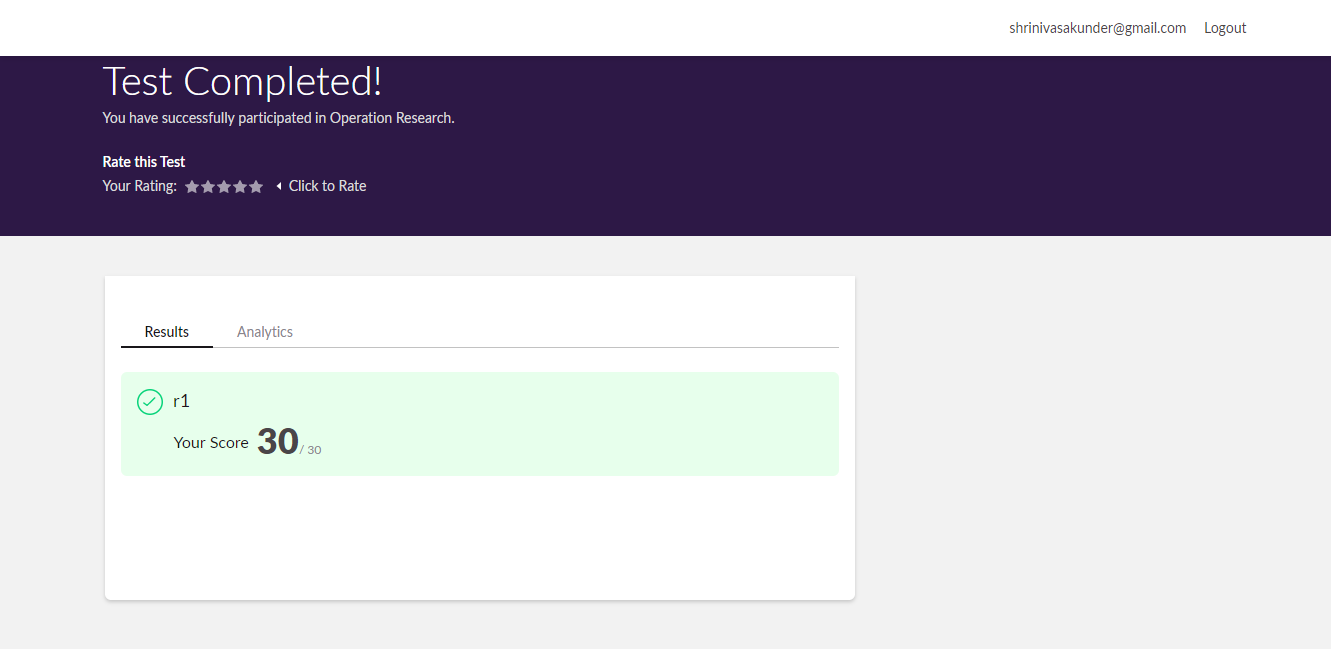 shrinivasakunder@gmail.com Logout
Test Completed!
You have successfully participated in Operation Research.
Rate this Test
Your Rating: Click to Rate
Results Analytics
r1
Your Score 30 / 30